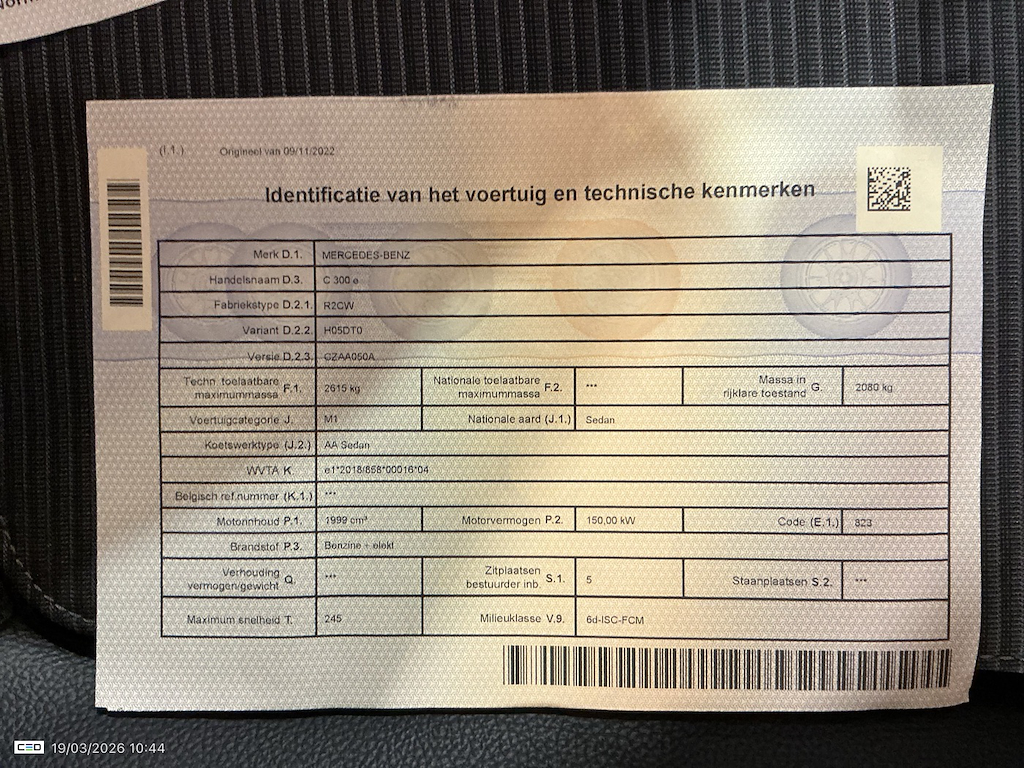 (I.1.) Origineel van 09/11/2022
Identificatie van het voertuig en technische kenmerken
Merk D.1. MERCEDES-BENZ
Handelsnaam D.3. C 300 e
Fabriekstype D.2.1. R2CW
Variant D.2.2. H05DT0
Versie D.2.3. CZAA050A
Techn. toelaatbare maximummassa F.1. 2615 kg Nationale toelaatbare maximummassa F.2. *** Massa in rijklare toestand G. 2080 kg
Voertuigcategorie J. M1 Nationale aard (J.1.) Sedan
Koetswerktype (J.2.) AA Sedan
WVTA K. e1*2018/858*00016*04
Belgisch ref.nummer (K.1.) ***
Motorinhoud P.1. 1999 cm³ Motorvermogen P.2. 150,00 kW Code (E.1.) 823
Brandstof P.3. Benzine + elekt
Verhouding vermogen/gewicht Q. *** Zitplaatsen bestuurder inb. S.1. 5 Staanplaatsen S.2. ***
Maximum snelheid T. 245 Milieuklasse V.9. 6d-ISC-FCM
CEO 19/03/2026 10:44